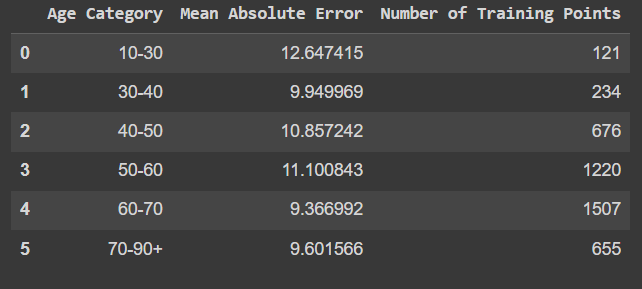 Age Category Mean Absolute Error Number of Training Points
0 10-30 12.647415 121
1 30-40 9.949969 234
2 40-50 10.857242 676
3 50-60 11.100843 1220
4 60-70 9.366992 1507
5 70-90+ 9.601566 655